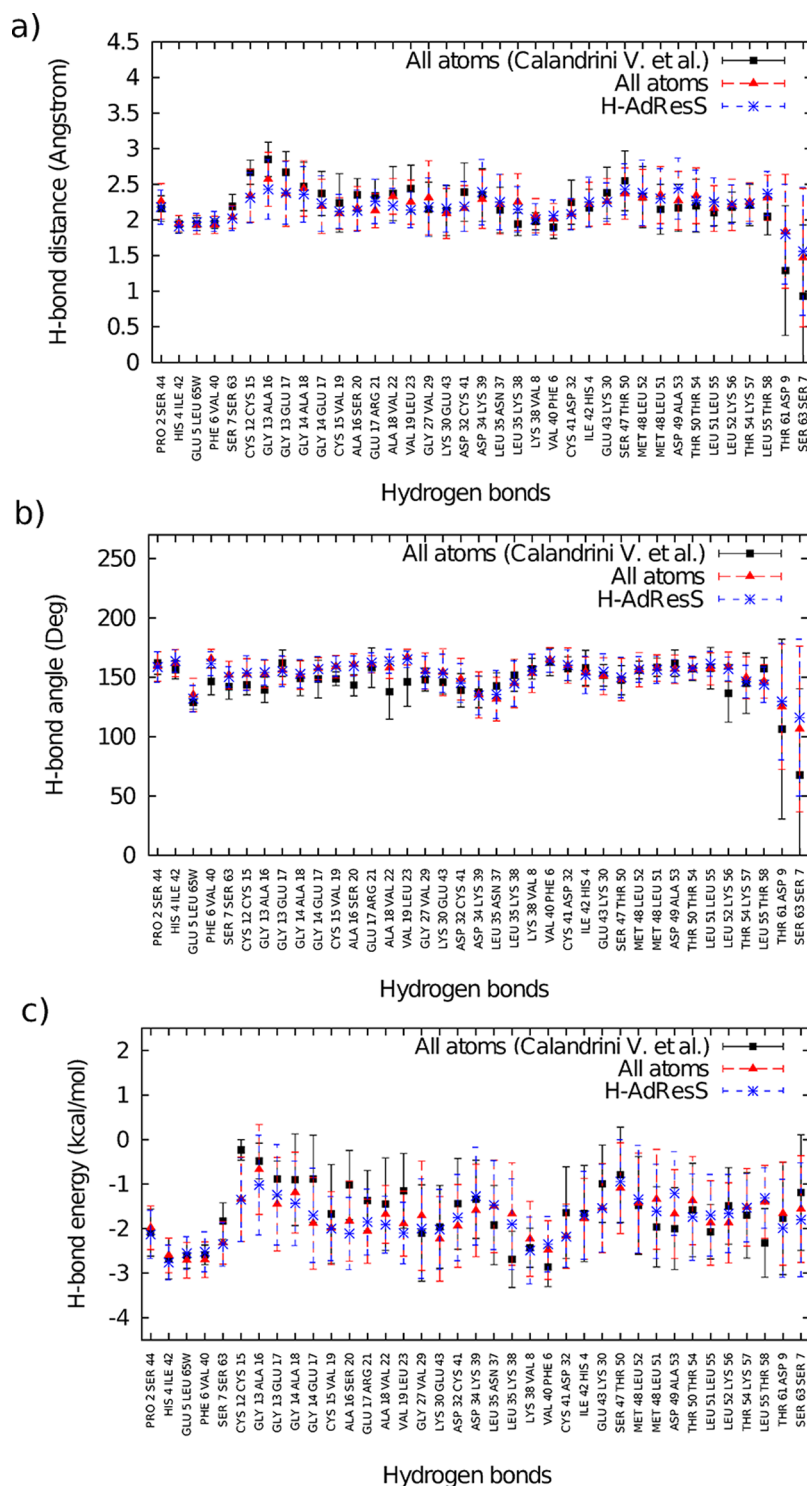 a)
H-bond distance (Angstrom)
4.5
4
3.5
3
2.5
2
1.5
1
0.5
0
All atoms (Calandrini V. et al.)
All atoms
H-AdResS
PRO 2 SER 44
HIS 4 ILE 42
GLU 5 LEU 65W
PHE 6 VAL 40
SER 7 SER 63
CYS 12 CYS 15
GLY 13 ALA 16
GLY 13 GLU 17
GLY 14 ALA 18
GLY 14 GLU 17
CYS 15 VAL 19
ALA 16 SER 20
GLU 17 ARG 21
ALA 18 VAL 22
VAL 19 LEU 23
GLY 27 VAL 29
LYS 30 GLU 43
ASP 32 CYS 41
ASP 34 LYS 39
LEU 35 ASN 37
LEU 35 LYS 38
LYS 38 VAL 8
VAL 40 PHE 6
CYS 41 ASP 32
ILE 42 HIS 4
GLU 43 LYS 30
SER 47 THR 50
MET 48 LEU 52
MET 48 LEU 51
ASP 49 ALA 53
THR 50 THR 54
LEU 51 LEU 55
LEU 52 LYS 56
THR 54 LYS 57
LEU 55 THR 58
THR 61 ASP 9
SER 63 SER 7
Hydrogen bonds
b)
H-bond angle (Deg)
250
200
150
100
50
0
All atoms (Calandrini V. et al.)
All atoms
H-AdResS
PRO 2 SER 44
HIS 4 ILE 42
GLU 5 LEU 65W
PHE 6 VAL 40
SER 7 SER 63
CYS 12 CYS 15
GLY 13 ALA 16
GLY 13 GLU 17
GLY 14 ALA 18
GLY 14 GLU 17
CYS 15 VAL 19
ALA 16 SER 20
GLU 17 ARG 21
ALA 18 VAL 22
VAL 19 LEU 23
GLY 27 VAL 29
LYS 30 GLU 43
ASP 32 CYS 41
ASP 34 LYS 39
LEU 35 ASN 37
LEU 35 LYS 38
LYS 38 VAL 8
VAL 40 PHE 6
CYS 41 ASP 32
ILE 42 HIS 4
GLU 43 LYS 30
SER 47 THR 50
MET 48 LEU 52
MET 48 LEU 51
ASP 49 ALA 53
THR 50 THR 54
LEU 51 LEU 55
LEU 52 LYS 56
THR 54 LYS 57
LEU 55 THR 58
THR 61 ASP 9
SER 63 SER 7
Hydrogen bonds
c)
H-bond energy (kcal/mol)
2
1
0
-1
-2
-3
-4
All atoms (Calandrini V. et al.)
All atoms
H-AdResS
PRO 2 SER 44
HIS 4 ILE 42
GLU 5 LEU 65W
PHE 6 VAL 40
SER 7 SER 63
CYS 12 CYS 15
GLY 13 ALA 16
GLY 13 GLU 17
GLY 14 ALA 18
GLY 14 GLU 17
CYS 15 VAL 19
ALA 16 SER 20
GLU 17 ARG 21
ALA 18 VAL 22
VAL 19 LEU 23
GLY 27 VAL 29
LYS 30 GLU 43
ASP 32 CYS 41
ASP 34 LYS 39
LEU 35 ASN 37
LEU 35 LYS 38
LYS 38 VAL 8
VAL 40 PHE 6
CYS 41 ASP 32
ILE 42 HIS 4
GLU 43 LYS 30
SER 47 THR 50
MET 48 LEU 52
MET 48 LEU 51
ASP 49 ALA 53
THR 50 THR 54
LEU 51 LEU 55
LEU 52 LYS 56
THR 54 LYS 57
LEU 55 THR 58
THR 61 ASP 9
SER 63 SER 7
Hydrogen bonds